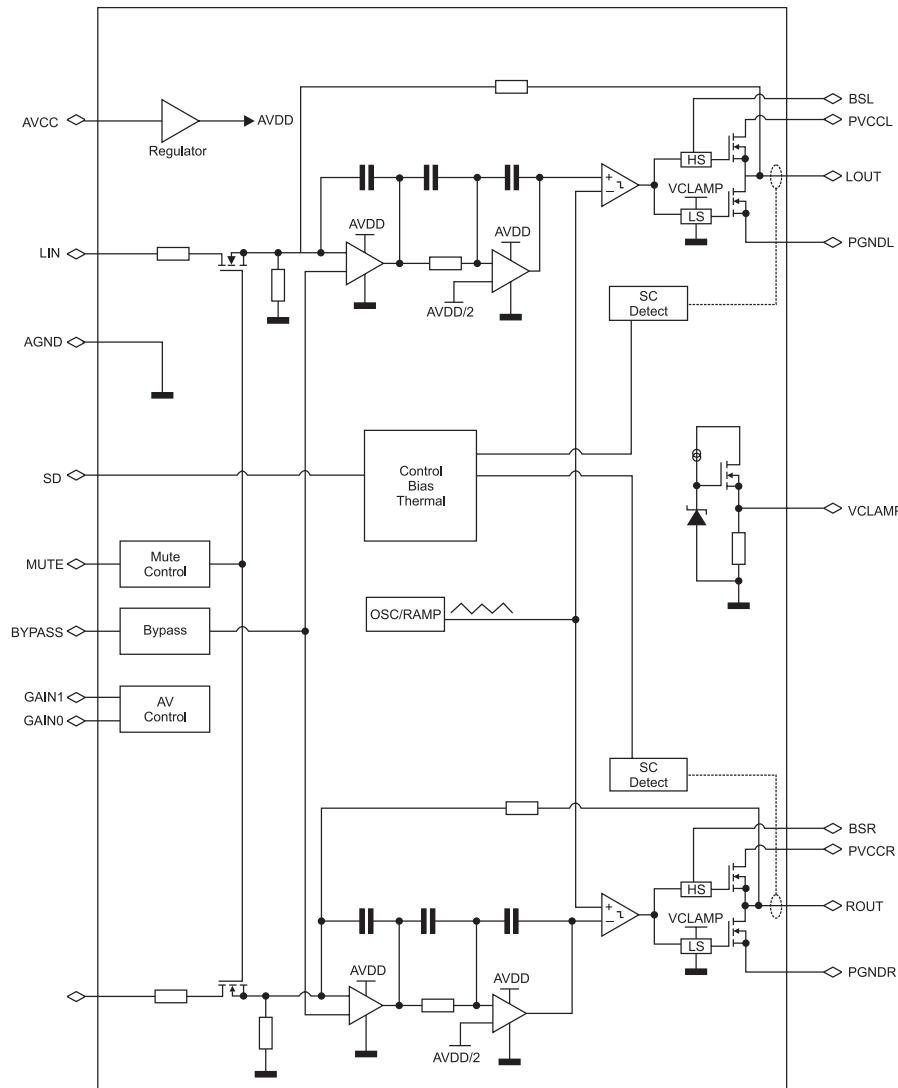 BSL
AVCC
AVDD
PVCCL
Regulator
HS
VCLAMP
LOUT
AVDD
LIN
LS
PGNDL
AVDD
AVDD/2
SC
Detect
AGND
Control
Bias
Thermal
SD
VCLAMP
MUTE
Mute
Control
OSC/RAMP
BYPASS
Bypass
GAIN1
GAIN0
AV
Control
SC
Detect
BSR
PVCCR
HS
VCLAMP
ROUT
LS
AVDD
AVDD
PGNDR
AVDD/2